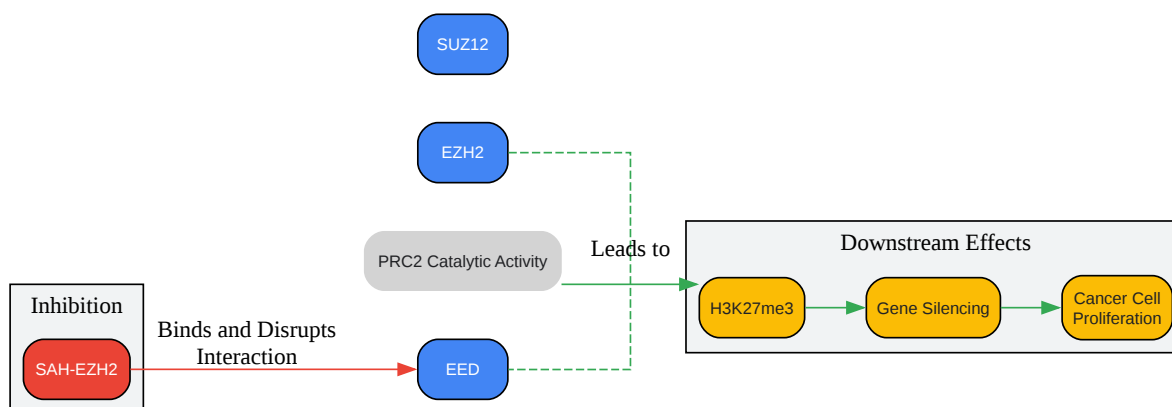 SUZ12
EZH2
PRC2 Catalytic Activity
Leads to
Downstream Effects
H3K27me3
Gene Silencing
Cancer Cell
Proliferation
Inhibition
SAH-EZH2
Binds and Disrupts
Interaction
EED